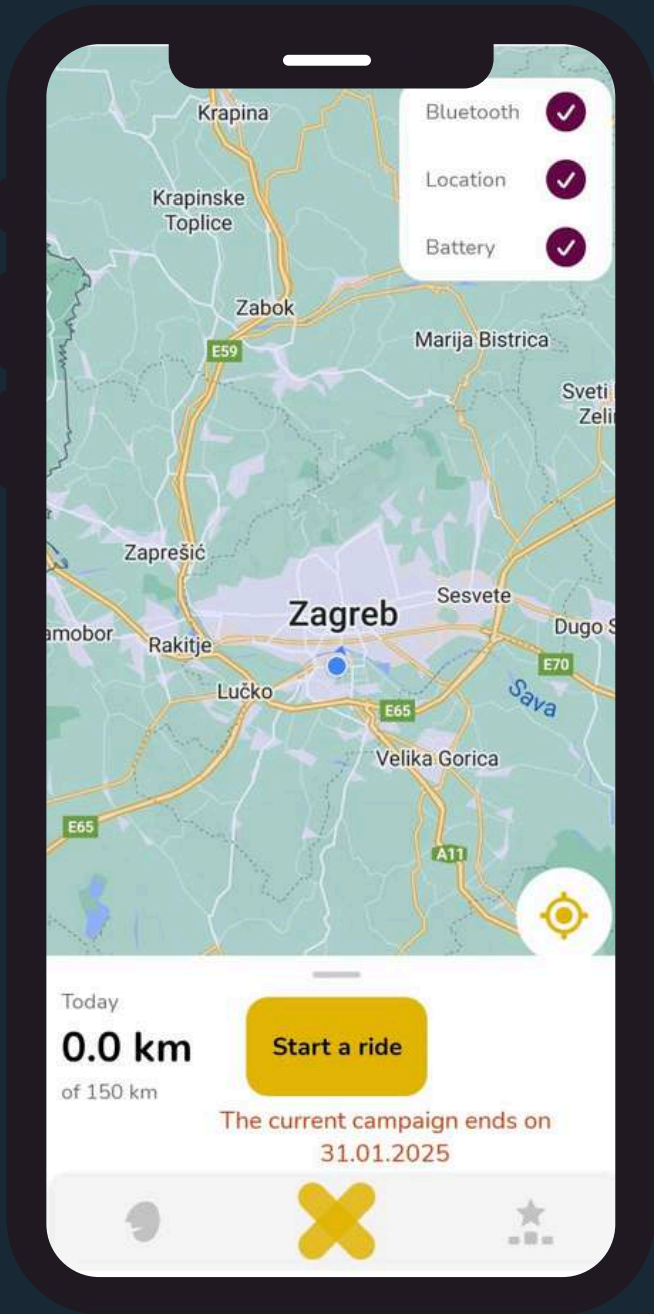 Krapina
Bluetooth
Location
Battery
Krapinske
Toplice
Zabok
E59
Marija Bistrica
Sveti
Zagreb
Zaprešić
Sesvete
Rakitje
Dugo
E70
Lučko
E65
Sava
Velika Gorica
E65
A11
Today
0.0 km
of 150 km
Start a ride
The current campaign ends on
31.01.2025